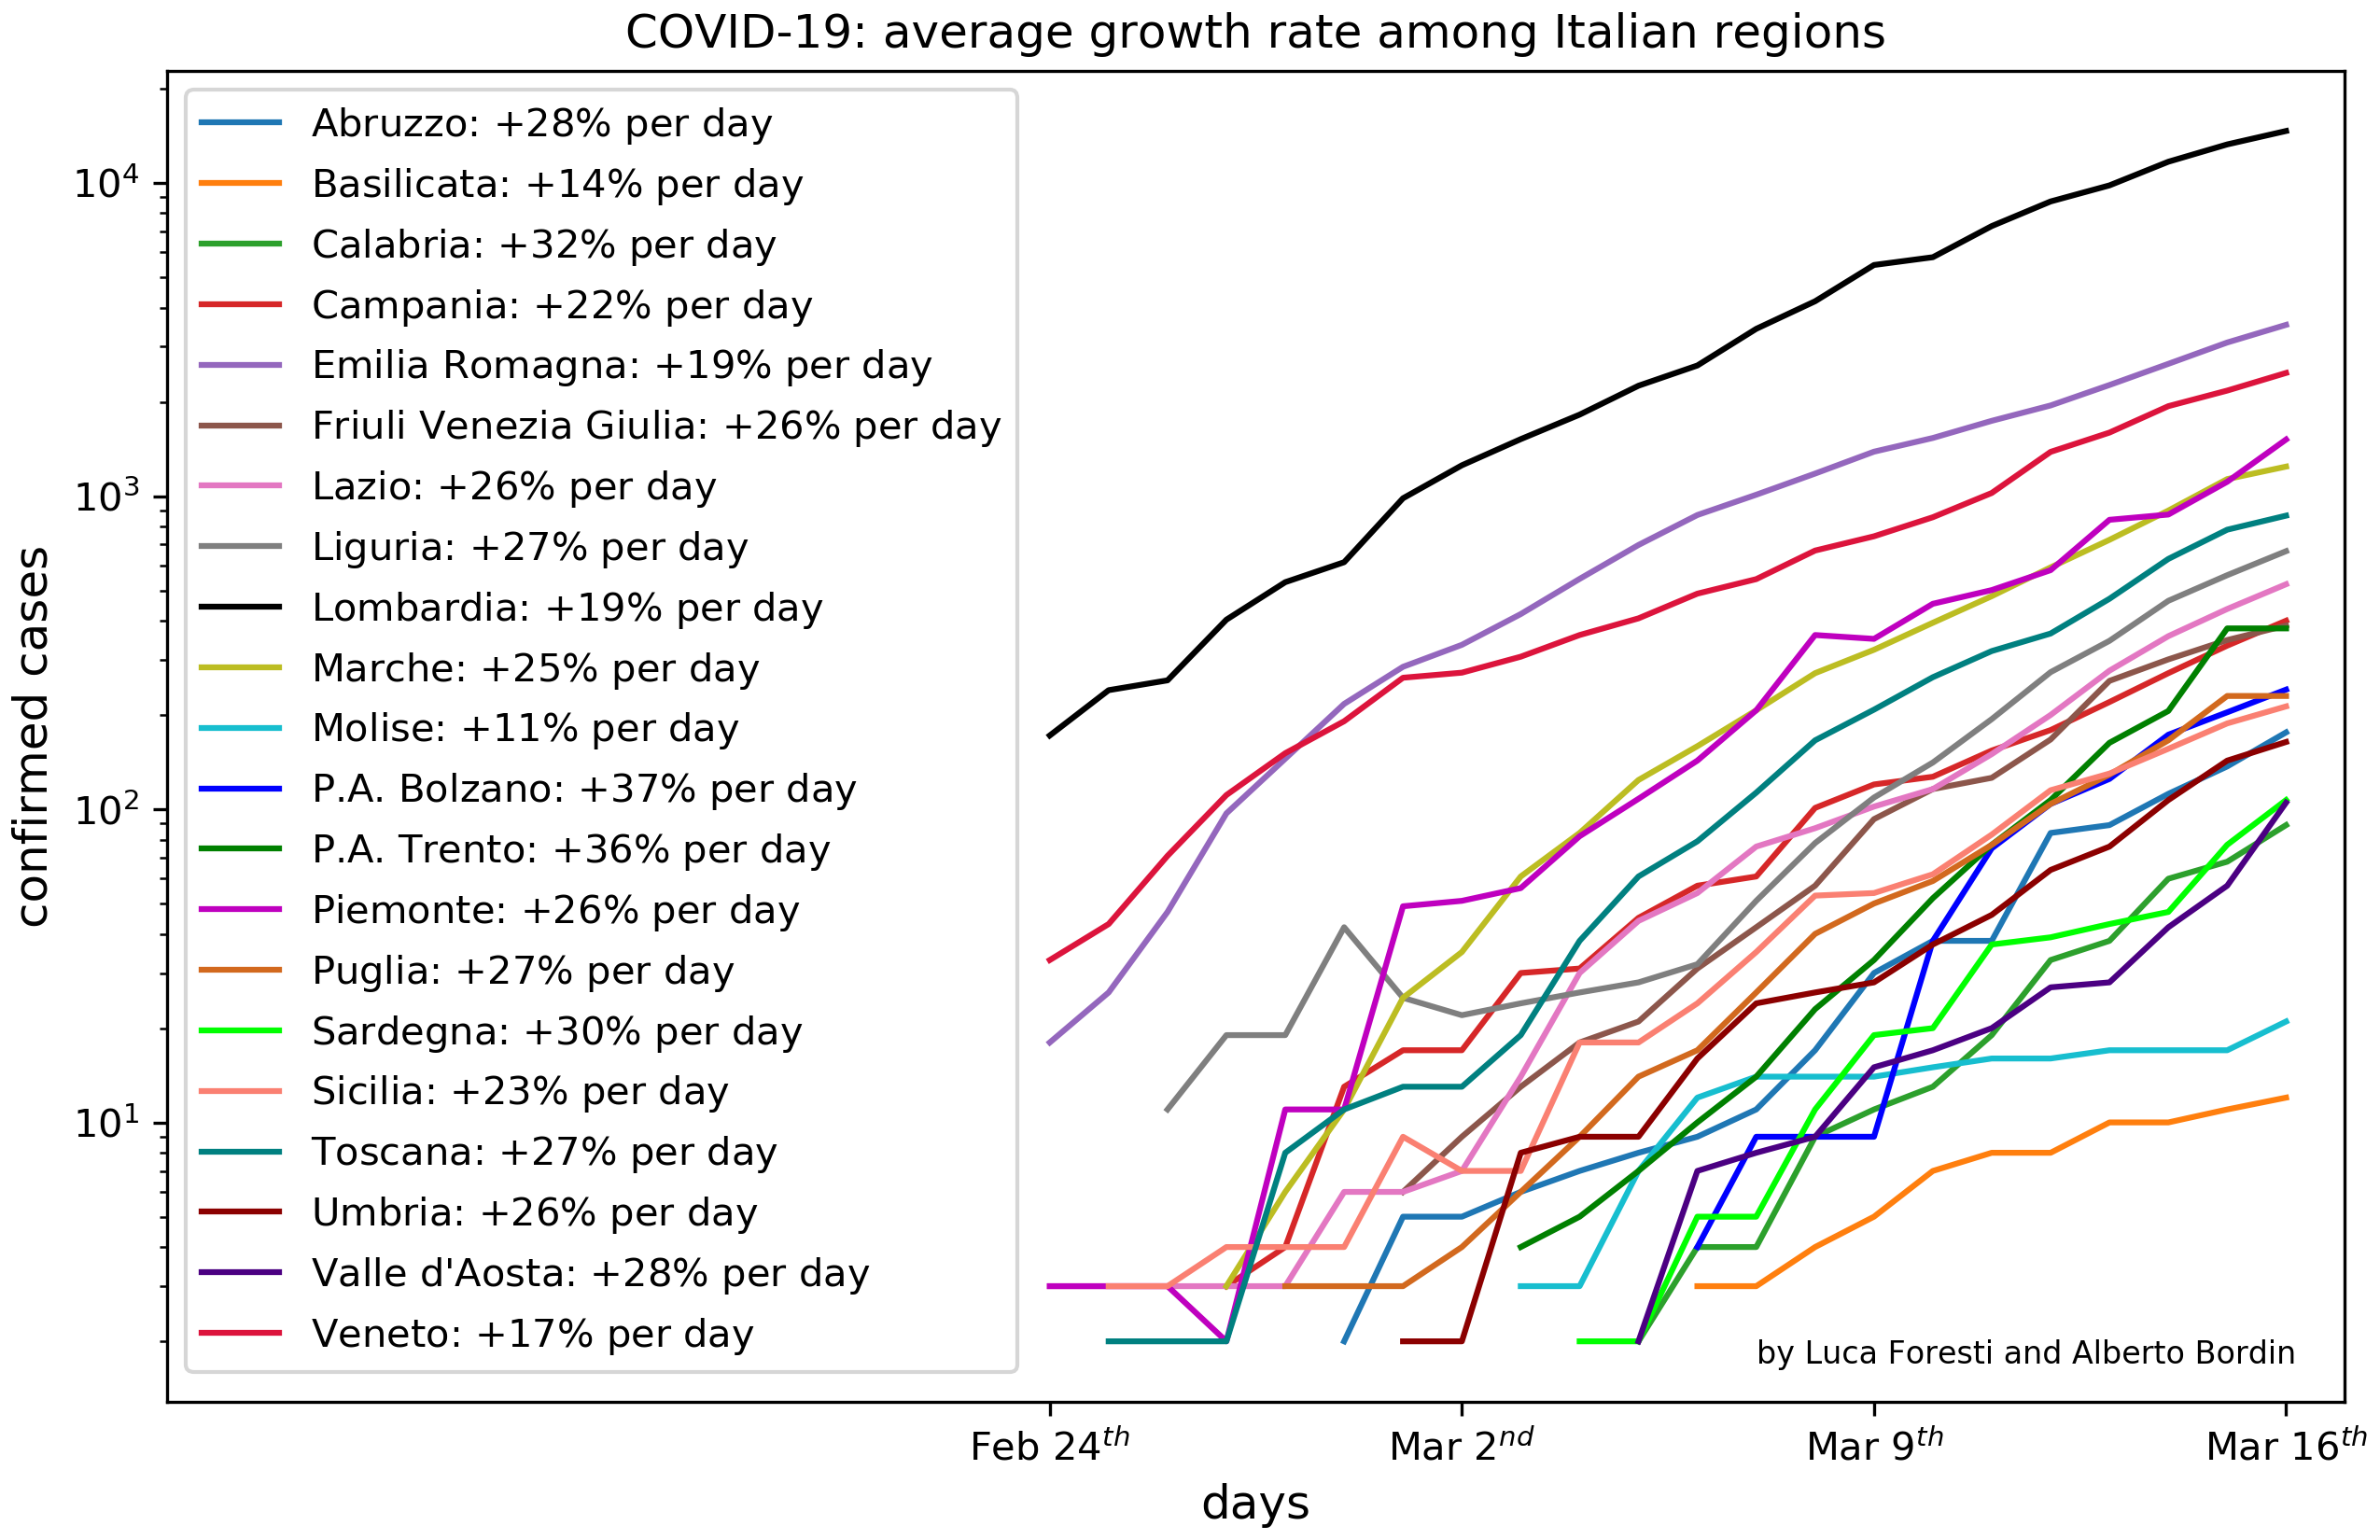 COVID-19: average growth rate among Italian regions
Abruzzo: +28% per day
Basilicata: +14% per day
Calabria: +32% per day
Campania: +22% per day
Emilia Romagna: +19% per day
Friuli Venezia Giulia: +26% per day
Lazio: +26% per day
Liguria: +27% per day
Lombardia: +19% per day
Marche: +25% per day
Molise: +11% per day
P.A. Bolzano: +37% per day
P.A. Trento: +36% per day
Piemonte: +26% per day
Puglia: +27% per day
Sardegna: +30% per day
Sicilia: +23% per day
Toscana: +27% per day
Umbria: +26% per day
Valle d'Aosta: +28% per day
Veneto: +17% per day
10⁴
10³
10²
10¹
confirmed cases
by Luca Foresti and Alberto Bordin
Feb 24ᵗʰ Mar 2ⁿᵈ Mar 9ᵗʰ Mar 16ᵗʰ
days